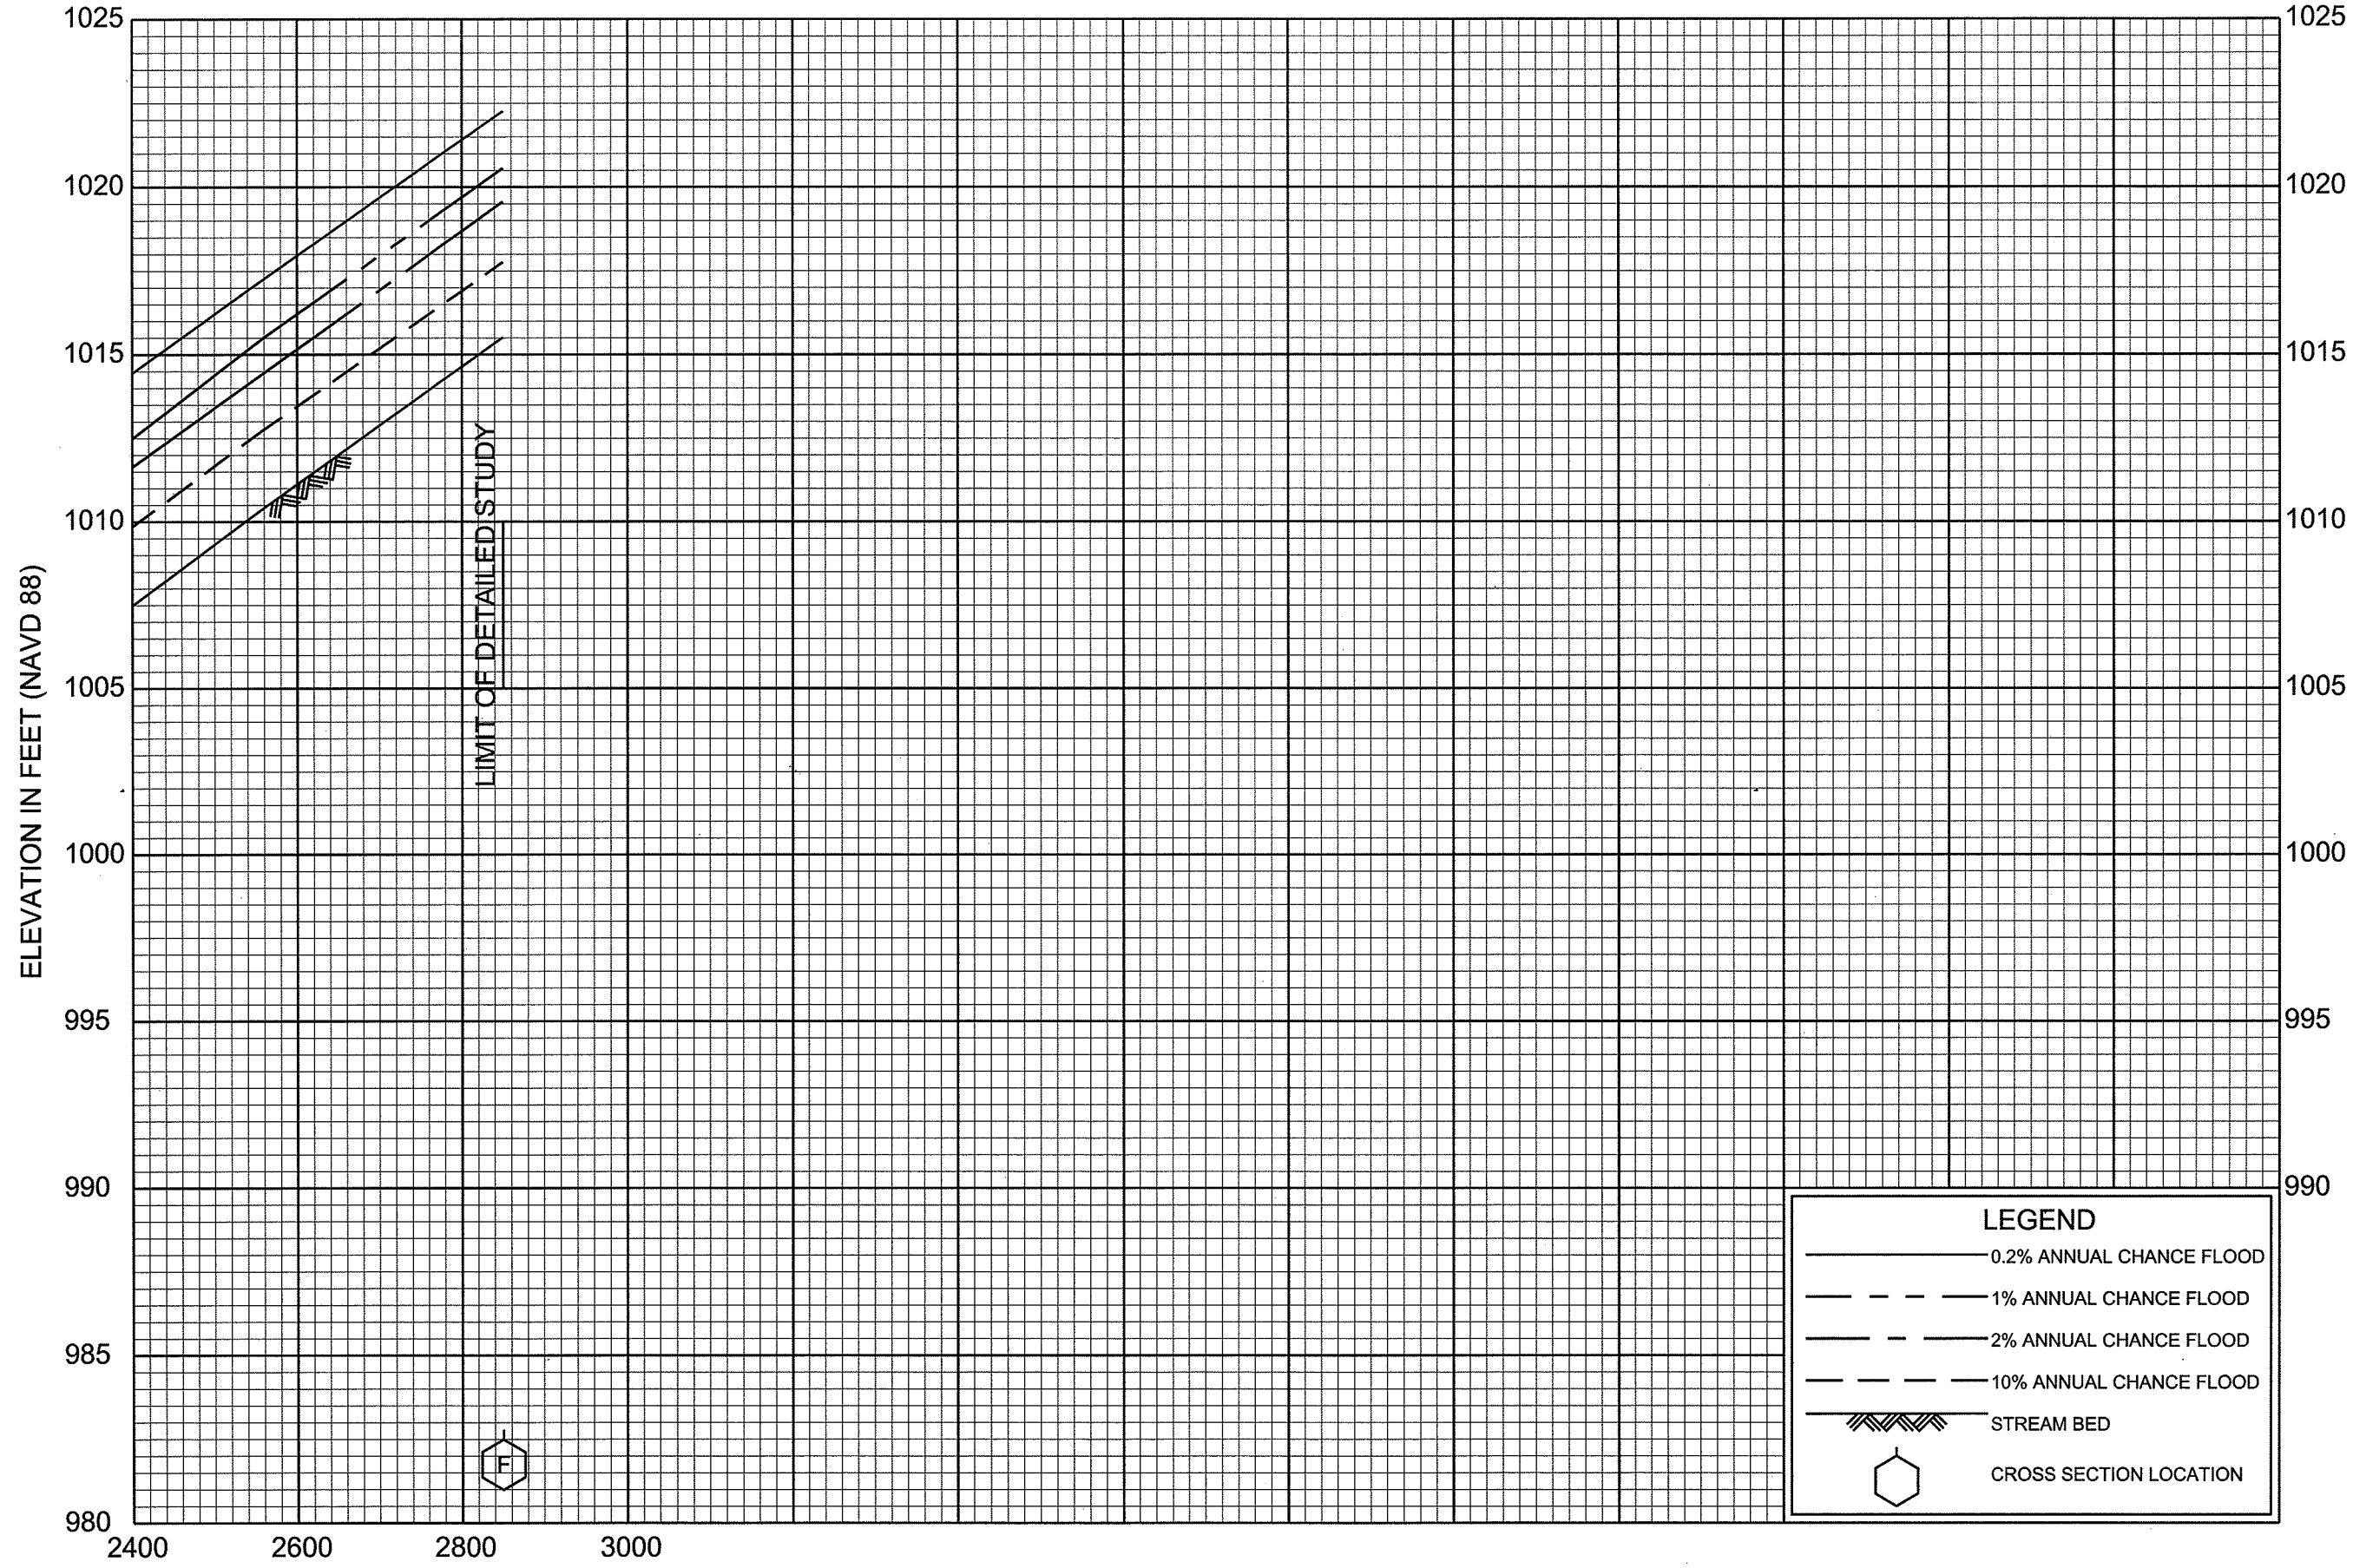 1025
1020
1015
1010
1005
1000
995
990
985
980
ELEVATION IN FEET (NAVD 88)
LIMIT OF DETAILED STUDY
F
2400 2600 2800 3000
1025
1020
1015
1010
1005
1000
995
990
LEGEND
0.2% ANNUAL CHANCE FLOOD
1% ANNUAL CHANCE FLOOD
2% ANNUAL CHANCE FLOOD
10% ANNUAL CHANCE FLOOD
STREAM BED
CROSS SECTION LOCATION